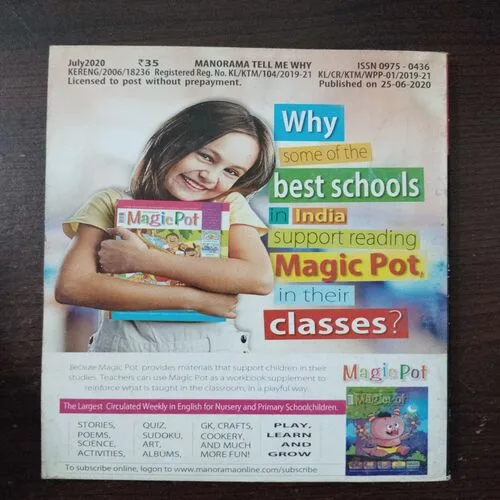 July2020 ₹35 MANORAMA TELL ME WHY ISSN 0975 - 0436
KERENG/2006/18236 Registered Reg. No. KL/KTM/104/2019-21 KL/CR/KTM/WPP-01/2019-21
Licensed to post without prepayment. Published on 25-06-2020
Why
some of the
best schools
in India
support reading
Magic Pot,
in their
classes?
MagicPot
Because Magic Pot provides materials that support children in their
studies. Teachers can use Magic Pot as a workbook supplement to
reinforce what is taught in the classroom, in a playful way.
The Largest Circulated Weekly in English for Nursery and Primary Schoolchildren.
STORIES, QUIZ, GK, CRAFTS, PLAY,
POEMS, SUDOKU, COOKERY, LEARN
SCIENCE, ART, AND MUCH AND
ACTIVITIES, ALBUMS, MORE FUN! GROW
To subscribe online, logon to www.manoramaonline.com/subscribe
MagicPot
MagicPot